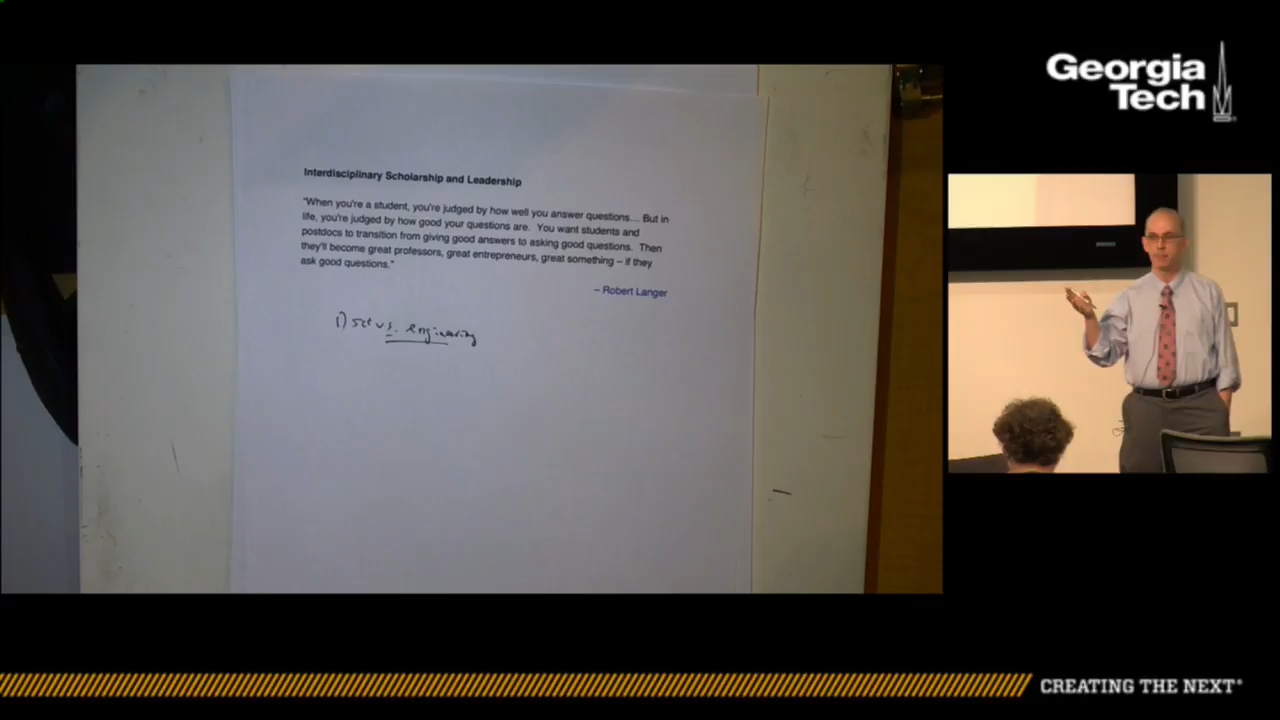 Georgia
Tech
Interdisciplinary Scholarship and Leadership
"When you're a student, you're judged by how well you answer questions... But in
life, you're judged by how good your questions are. You want students and
postdocs to transition from giving good answers to asking good questions. Then
they'll become great professors, great entrepreneurs, great something – if they
ask good questions."
– Robert Langer
1) sci vs. engineering
CREATING THE NEXT®